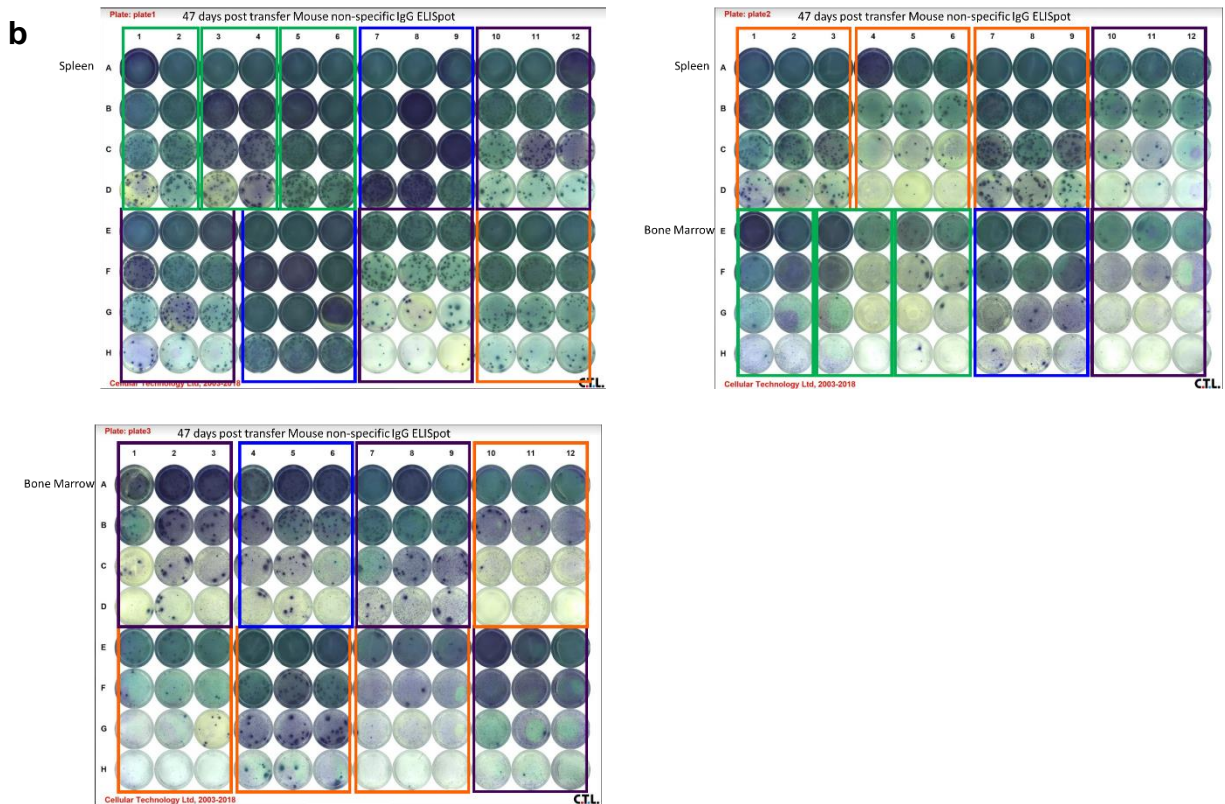 b
Plate: plate1
47 days post transfer Mouse non-specific IgG ELISpot
1 2 3 4 5 6 7 8 9 10 11 12
Spleen
A
B
C
D
E
F
G
H
Cellular Technology Ltd, 2003-2018
C.T.L.
Plate: plate2
47 days post transfer Mouse non-specific IgG ELISpot
1 2 3 4 5 6 7 8 9 10 11 12
Spleen
A
B
C
D
Bone Marrow
E
F
G
H
Cellular Technology Ltd, 2003-2018
C.T.L.
Plate: plate3
47 days post transfer Mouse non-specific IgG ELISpot
1 2 3 4 5 6 7 8 9 10 11 12
Bone Marrow
A
B
C
D
E
F
G
H
Cellular Technology Ltd, 2003-2018
C.T.L.